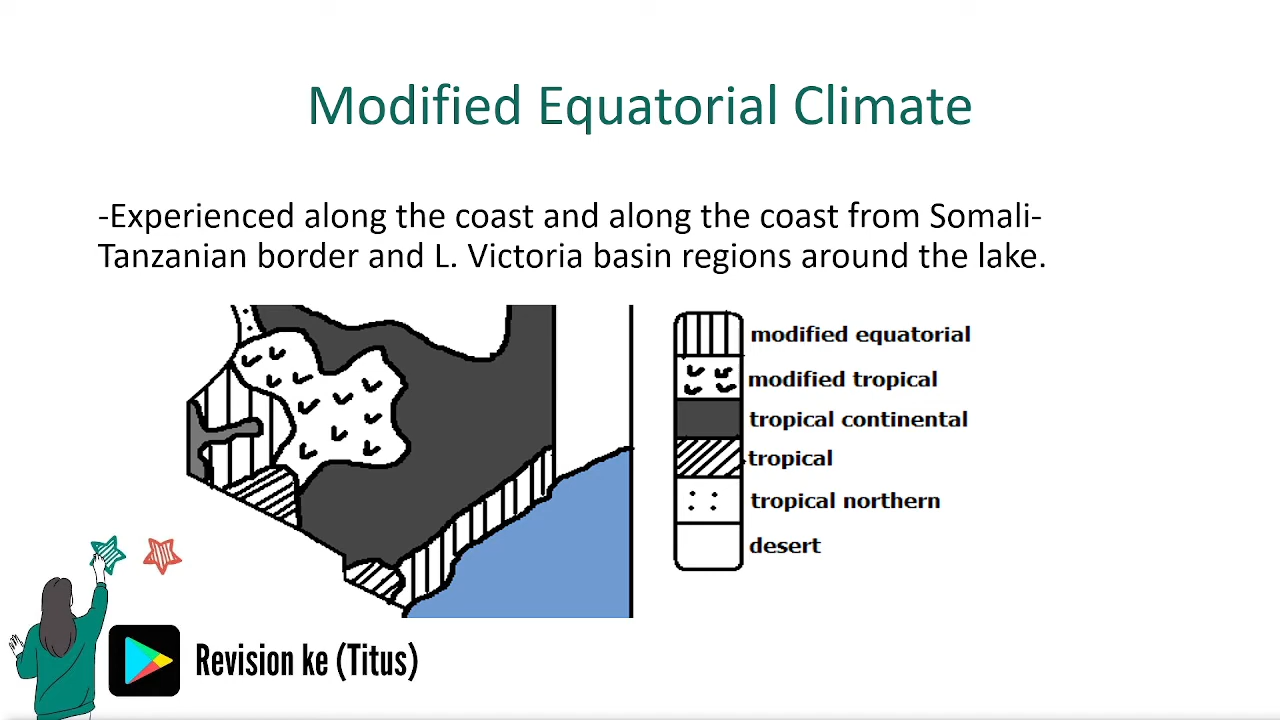 Modified Equatorial Climate
-Experienced along the coast and along the coast from Somali-
Tanzanian border and L. Victoria basin regions around the lake.
modified equatorial
modified tropical
tropical continental
tropical
tropical northern
desert
Revision ke (Titus)